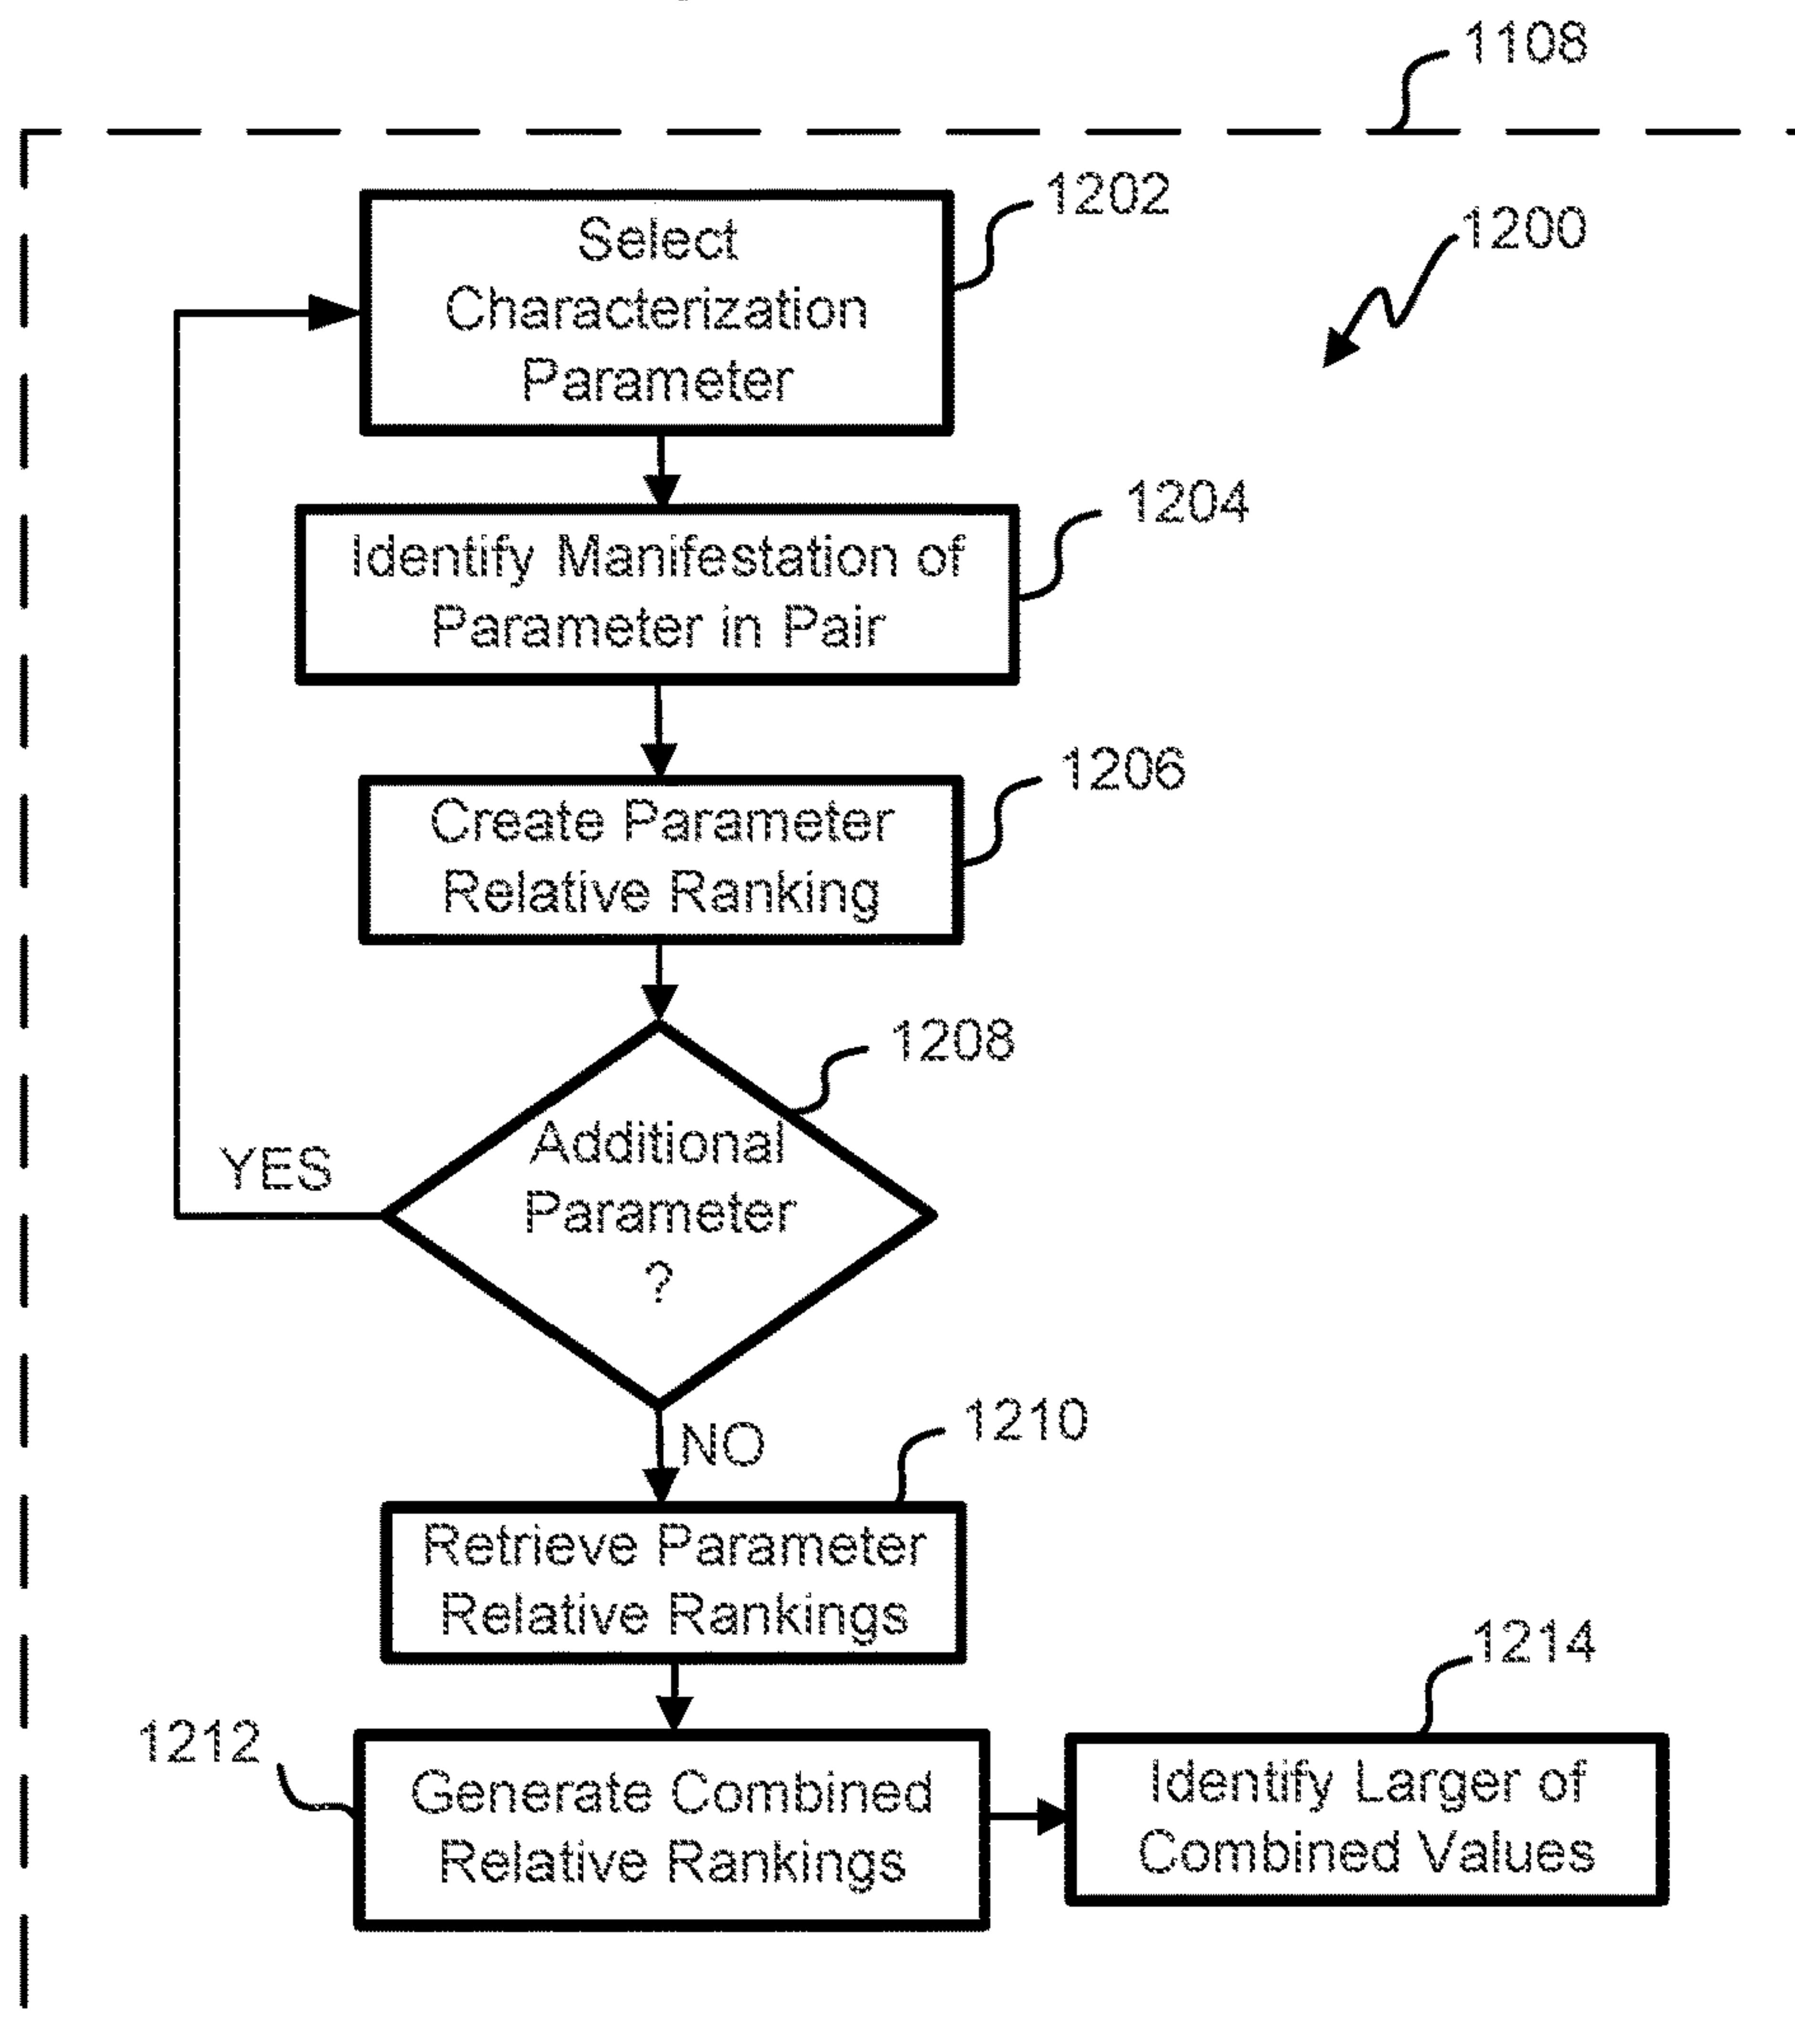 1108
1202
1200
Select
Characterization
Parameter
1204
Identify Manifestation of
Parameter in Pair
1206
Create Parameter
Relative Ranking
1208
Additional
Parameter
?
YES
NO
1210
Retrieve Parameter
Relative Rankings
1214
1212
Generate Combined
Relative Rankings
Identify Larger of
Combined Values